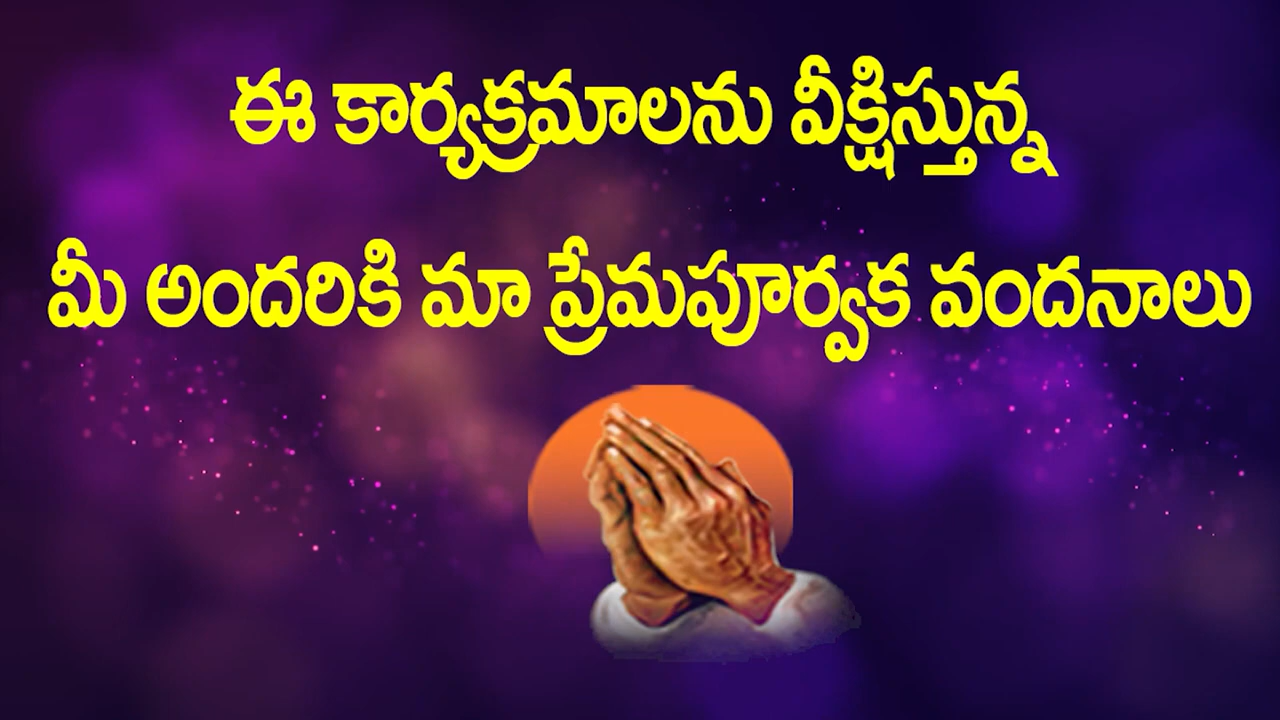 ఈ కార్యక్రమాలను వీక్షిస్తున్న
మీ అందరికి మా ప్రేమపూర్వక వందనాలు